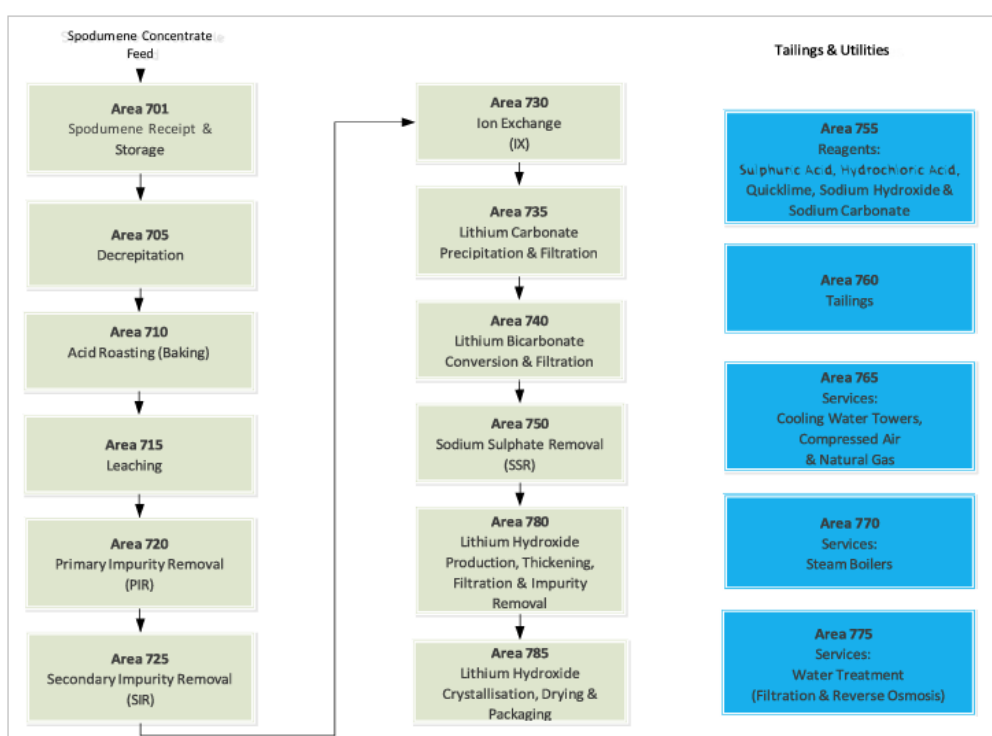 Spodumene Concentrate
Feed
Area 701
Spodumene Receipt &
Storage
Area 705
Decrepitation
Area 710
Acid Roasting (Baking)
Area 715
Leaching
Area 720
Primary Impurity Removal
(PIR)
Area 725
Secondary Impurity Removal
(SIR)
Area 730
Ion Exchange
(IX)
Area 735
Lithium Carbonate
Precipitation & Filtration
Area 740
Lithium Bicarbonate
Conversion & Filtration
Area 750
Sodium Sulphate Removal
(SSR)
Area 780
Lithium Hydroxide
Production, Thickening,
Filtration & Impurity
Removal
Area 785
Lithium Hydroxide
Crystallisation, Drying &
Packaging
Tailings & Utilities
Area 755
Reagents:
Sulphuric Acid, Hydrochloric Acid,
Quicklime, Sodium Hydroxide &
Sodium Carbonate
Area 760
Tailings
Area 765
Services:
Cooling Water Towers,
Compressed Air
& Natural Gas
Area 770
Services:
Steam Boilers
Area 775
Services:
Water Treatment
(Filtration & Reverse Osmosis)